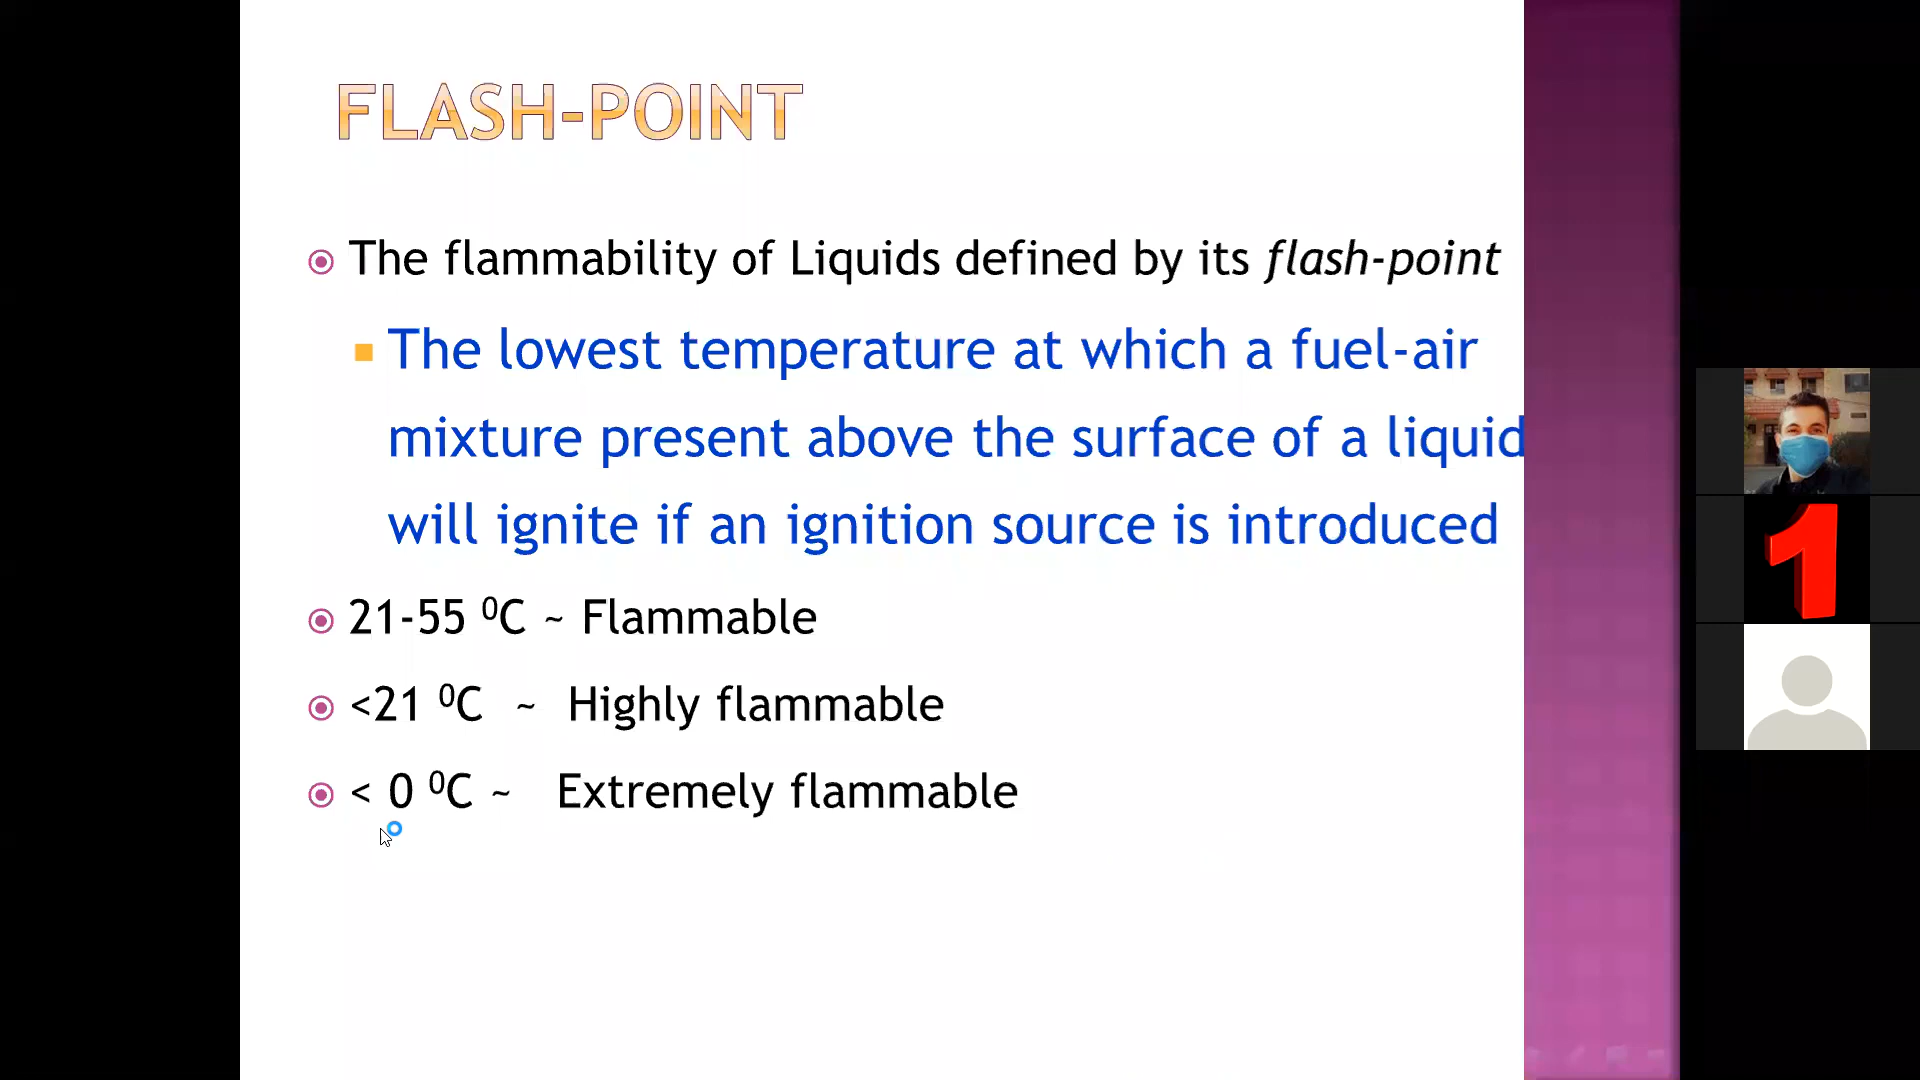 FLASH-POINT
The flammability of Liquids defined by its flash-point
The lowest temperature at which a fuel-air
mixture present above the surface of a liquid
will ignite if an ignition source is introduced
21-55 ⁰C ~ Flammable
<21 ⁰C ~ Highly flammable
< 0 ⁰C ~ Extremely flammable
1